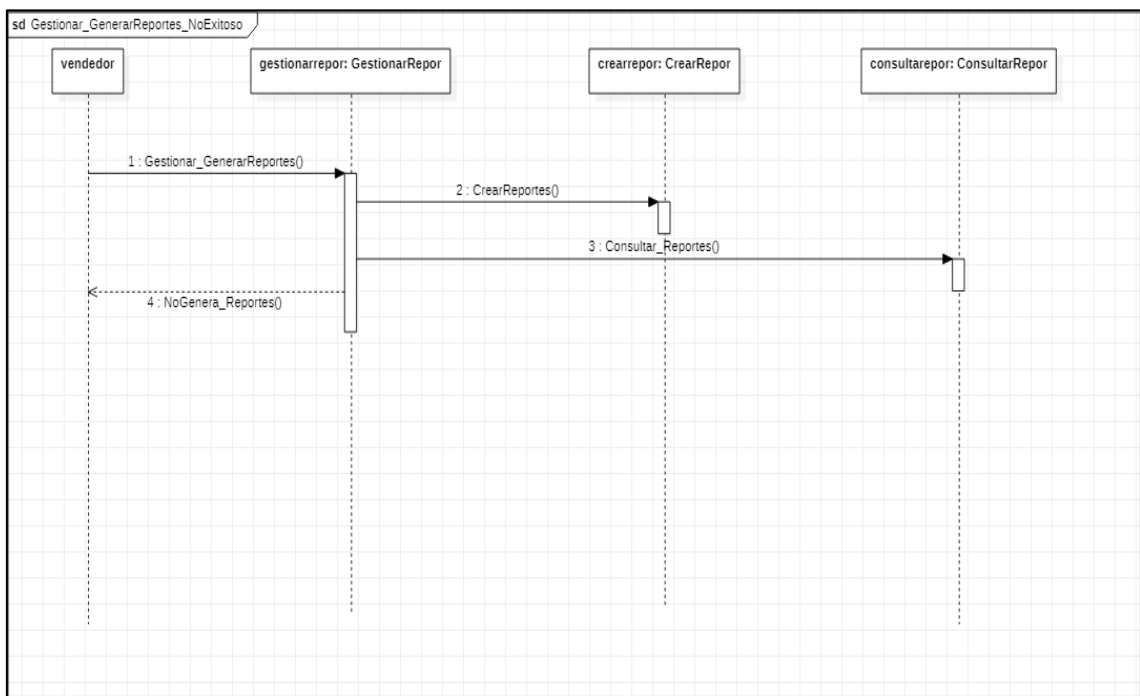 sd Gestionar_GenerarReportes_NoExitoso
vendedor
gestionarrepor: GestionarRepor
crearrepor: CrearRepor
consultarepor: ConsultarRepor
1 : Gestionar_GenerarReportes()
2 : CrearReportes()
3 : Consultar_Reportes()
4 : NoGenera_Reportes()